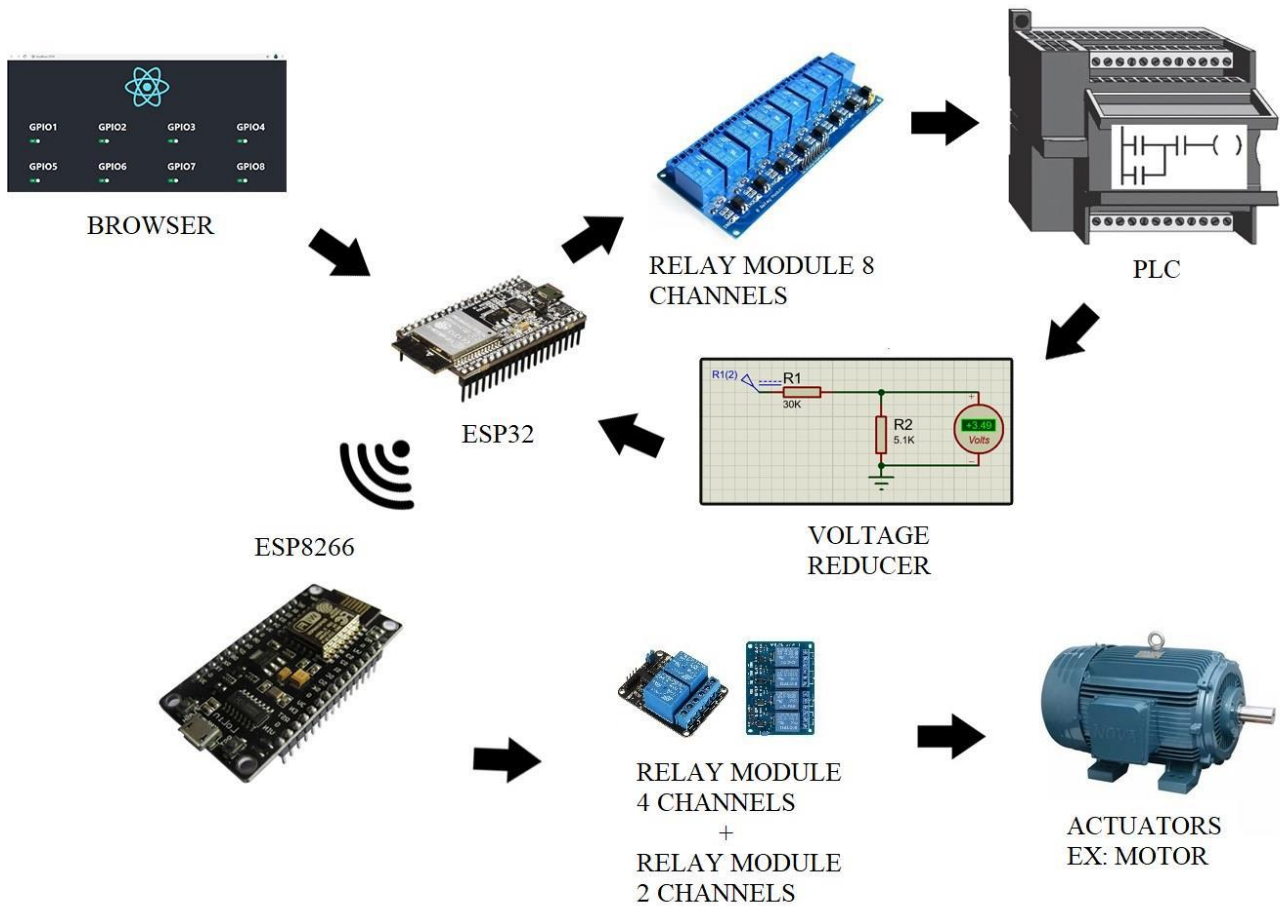 GPIO1 GPIO2 GPIO3 GPIO4
GPIO5 GPIO6 GPIO7 GPIO8
BROWSER
RELAY MODULE 8
CHANNELS
PLC
ESP32
R1(2)
R1
30K
R2
5.1K
+3.49
Volts
VOLTAGE
REDUCER
ESP8266
RELAY MODULE
4 CHANNELS
+
RELAY MODULE
2 CHANNELS
NOVA
ACTUATORS
EX: MOTOR